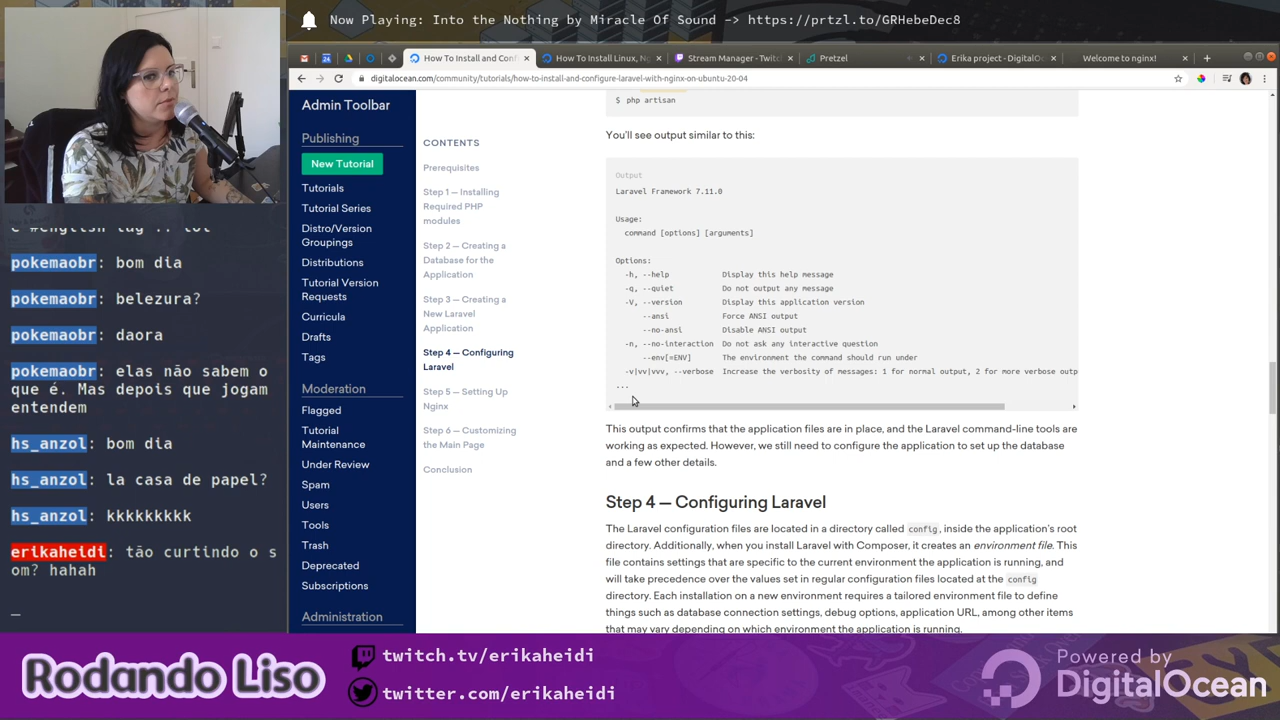 Now Playing: Into the Nothing by Miracle Of Sound -> https://prtzl.to/GRHebeDec8
How To Install and Conf
How To Install Linux, N
Stream Manager - Twitc
Pretzel
Erika project - DigitalO
Welcome to nginx!
digitalocean.com/community/tutorials/how-to-install-and-configure-laravel-with-nginx-on-ubuntu-20-04
Admin Toolbar
Publishing
New Tutorial
Tutorials
Tutorial Series
Distro/Version
Groupings
Distributions
Tutorial Version
Requests
Curricula
Drafts
Tags
Moderation
Flagged
Tutorial
Maintenance
Under Review
Spam
Users
Tools
Trash
Deprecated
Subscriptions
Administration
CONTENTS
Prerequisites
Step 1 — Installing
Required PHP
modules
Step 2 — Creating a
Database for the
Application
Step 3 — Creating a
New Laravel
Application
Step 4 — Configuring
Laravel
Step 5 — Setting Up
Nginx
Step 6 — Customizing
the Main Page
Conclusion
$ php artisan
You'll see output similar to this:
Output
Laravel Framework 7.11.0
Usage:
command [options] [arguments]
Options:
-h, --help Display this help message
-q, --quiet Do not output any message
-V, --version Display this application version
--ansi Force ANSI output
--no-ansi Disable ANSI output
-n, --no-interaction Do not ask any interactive question
--env[=ENV] The environment the command should run under
-v|vv|vvv, --verbose Increase the verbosity of messages: 1 for normal output, 2 for more verbose outp
...
This output confirms that the application files are in place, and the Laravel command-line tools are
working as expected. However, we still need to configure the application to set up the database
and a few other details.
Step 4 — Configuring Laravel
The Laravel configuration files are located in a directory called config, inside the application's root
directory. Additionally, when you install Laravel with Composer, it creates an environment file. This
file contains settings that are specific to the current environment the application is running, and
will take precedence over the values set in regular configuration files located at the config
directory. Each installation on a new environment requires a tailored environment file to define
things such as database connection settings, debug options, application URL, among other items
that may vary depending on which environment the application is running.
pokemaobr: bom dia
pokemaobr: belezura?
pokemaobr: daora
pokemaobr: elas não sabem o
que é. Mas depois que jogam
entendem
hs_anzol: bom dia
hs_anzol: la casa de papel?
hs_anzol: kkkkkkkkk
erikaheidi: tão curtindo o s
om? hahah
Rodando Liso
twitch.tv/erikaheidi
twitter.com/erikaheidi
Powered by
DigitalOcean